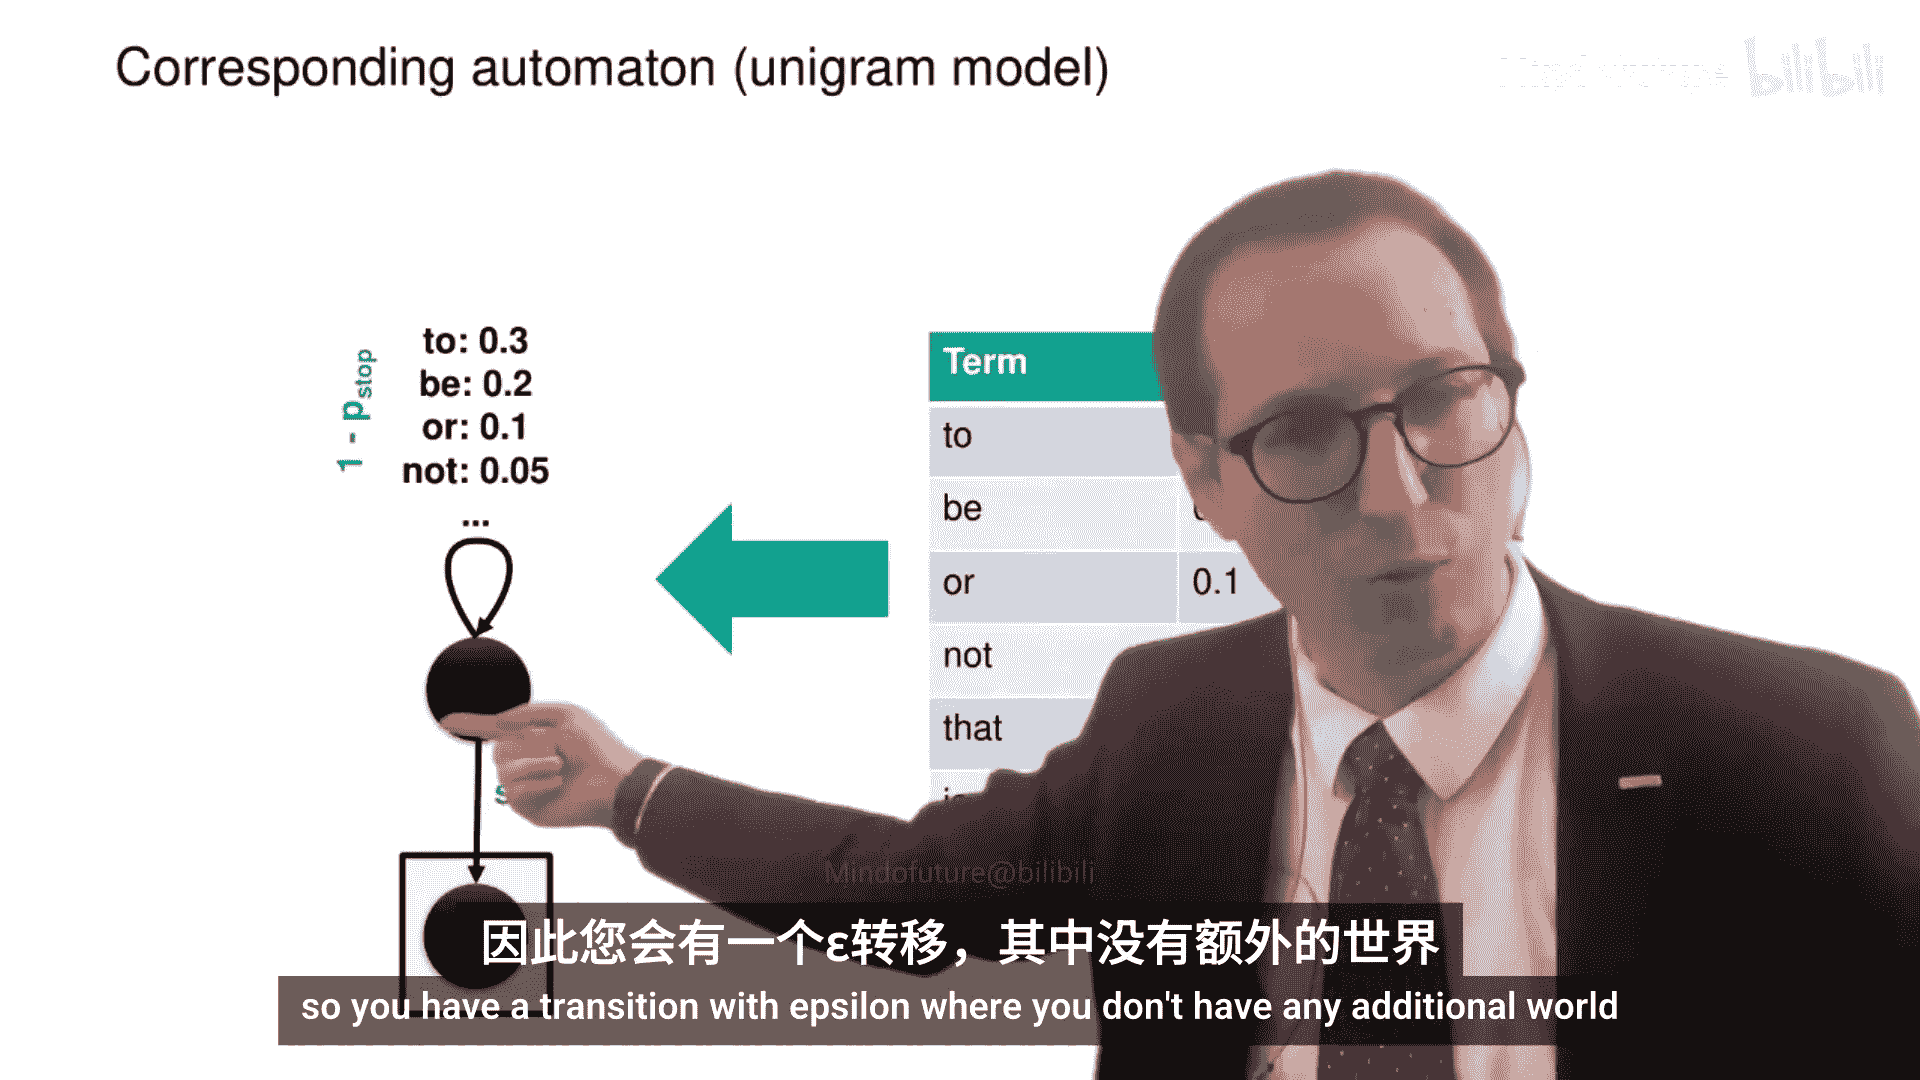 Corresponding automaton (unigram model)
bilibili
to: 0.3
be: 0.2
or: 0.1
not: 0.05
...
1 - pstop
Term
to
be
or 0.1
not
that
Mindofuture@bilibili
因此您会有一个ε转移，其中没有额外的世界
so you have a transition with epsilon where you don't have any additional world